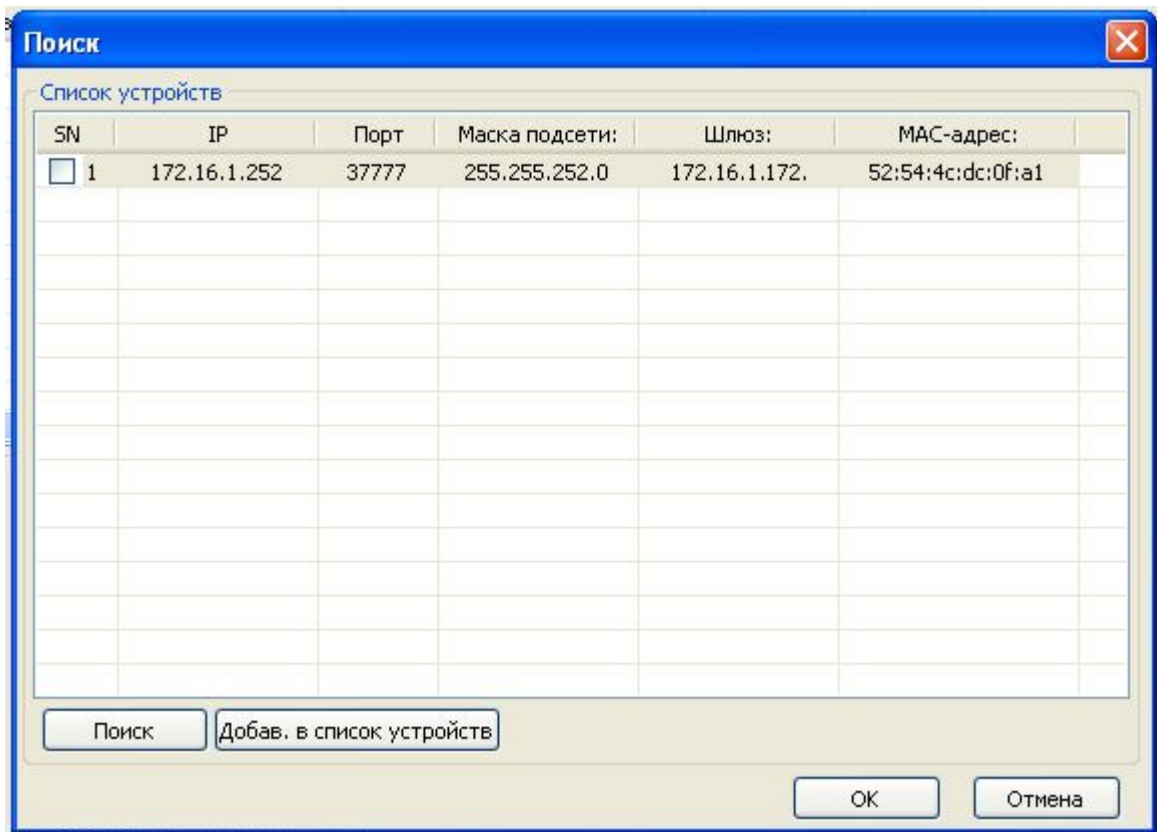 Поиск
Список устройств
SN IP Порт Маска подсети: Шлюз: MAC-адрес:
1 172.16.1.252 37777 255.255.252.0 172.16.1.172. 52:54:4c:dc:0f:a1
Поиск Добав. в список устройств
OK Отмена